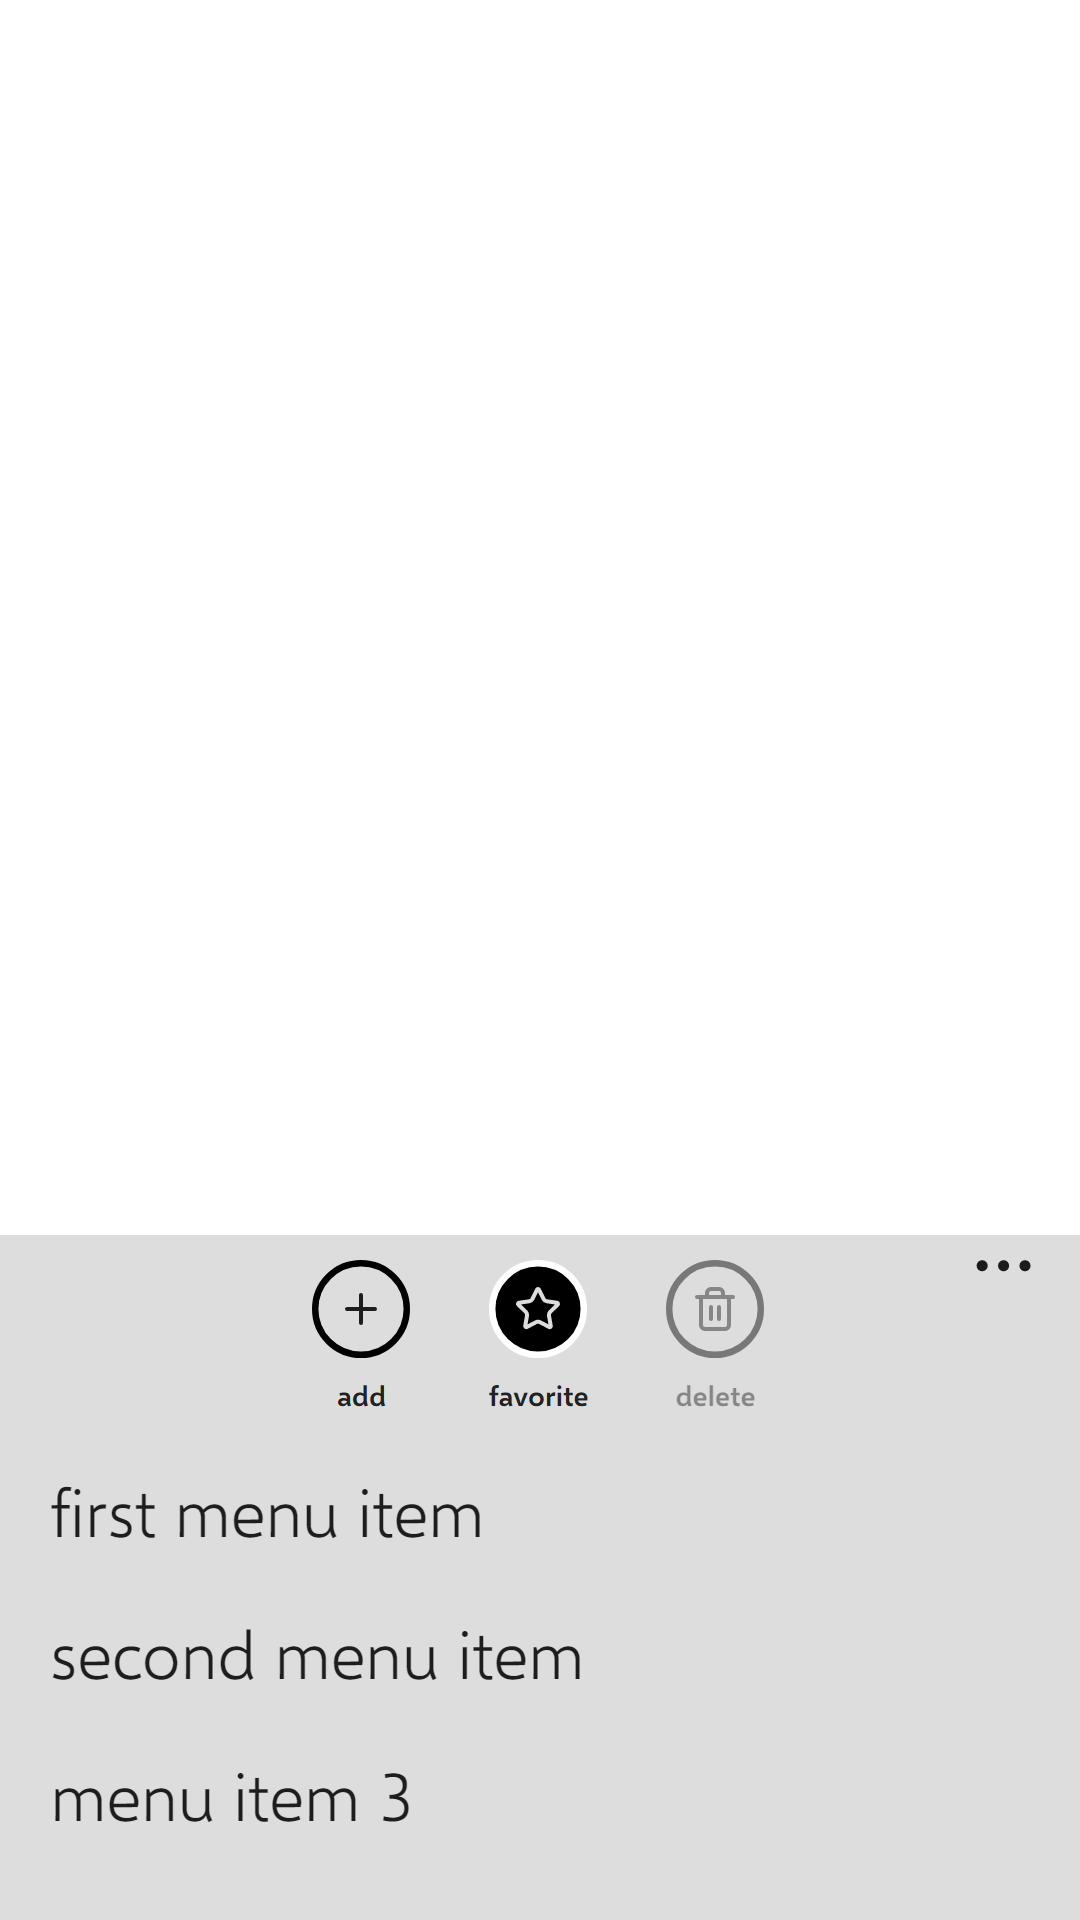 add
favorite
delete
first menu item
second menu item
menu item 3